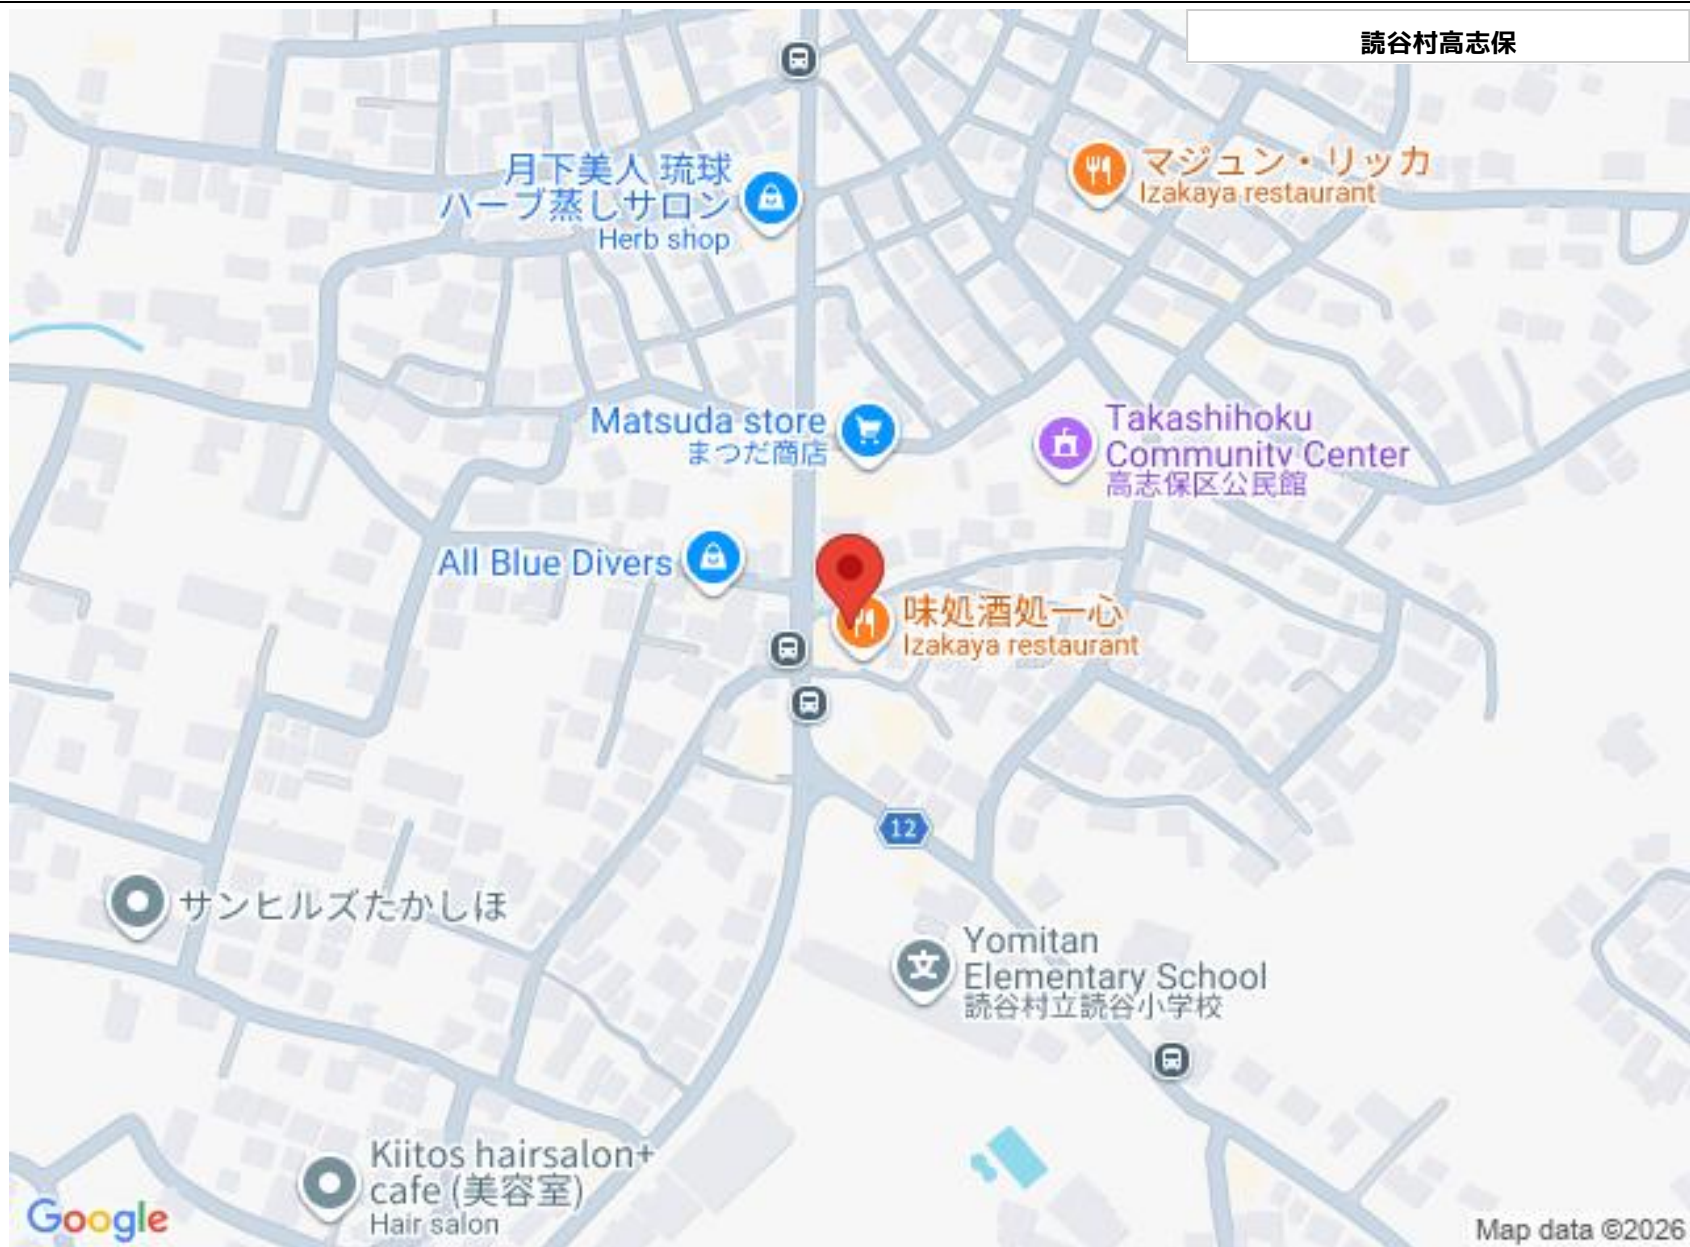 読谷村高志保
マジュン・リッカ
Izakaya restaurant
月下美人 琉球
ハーブ蒸しサロン
Herb shop
Matsuda store
まつだ商店
Takashihoku
Community Center
高志保区公民館
All Blue Divers
味処酒処一心
Izakaya restaurant
12
サンヒルズたかしほ
文
Yomitan
Elementary School
読谷村立読谷小学校
Kiitos hairsalon+
cafe (美容室)
Hair salon
Google
Map data ©2026